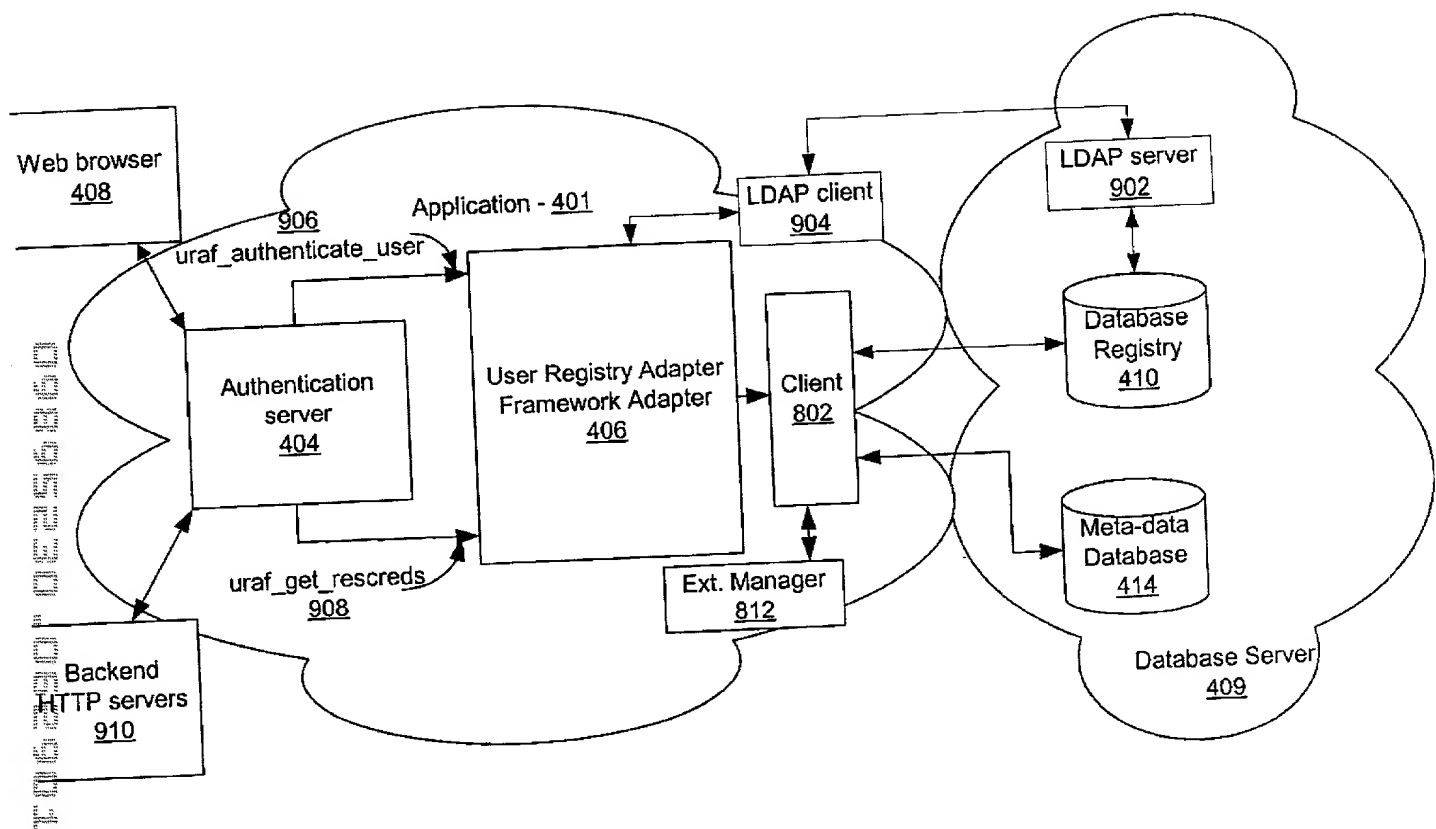 Web browser
408
906
uraf_authenticate_user
Application - 401
LDAP client
904
LDAP server
902
Authentication
server
404
User Registry Adapter
Framework Adapter
406
Client
802
Database
Registry
410
Meta-data
Database
414
uraf_get_rescreds
908
Ext. Manager
812
Backend
HTTP servers
910
Database Server
409